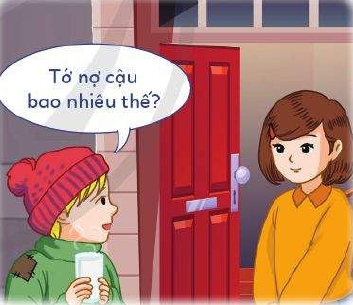 Tớ nợ cậu
bao nhiêu thế?